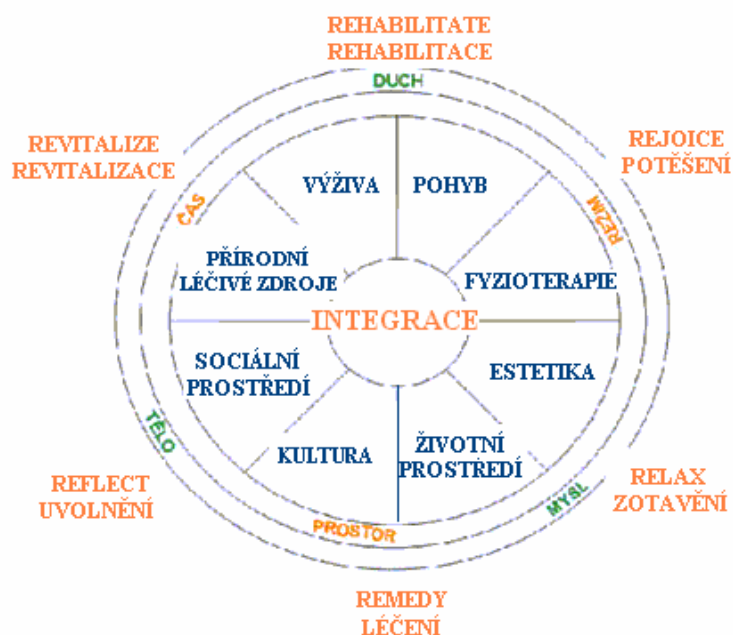 REHABILITATE
REHABILITACE
DUCH
REVITALIZE
REVITALIZACE
REJOICE
POTĚŠENÍ
VÝŽIVA
POHYB
ČAS
REŽIM
PŘÍRODNÍ
LÉČIVÉ ZDROJE
FYZIOTERAPIE
INTEGRACE
SOCIÁLNÍ
PROSTŘEDÍ
ESTETIKA
TĚLO
KULTURA
ŽIVOTNÍ
PROSTŘEDÍ
REFLECT
UVOLNĚNÍ
RELAX
ZOTAVĚNÍ
MYSL
PROSTOR
REMEDY
LÉČENÍ